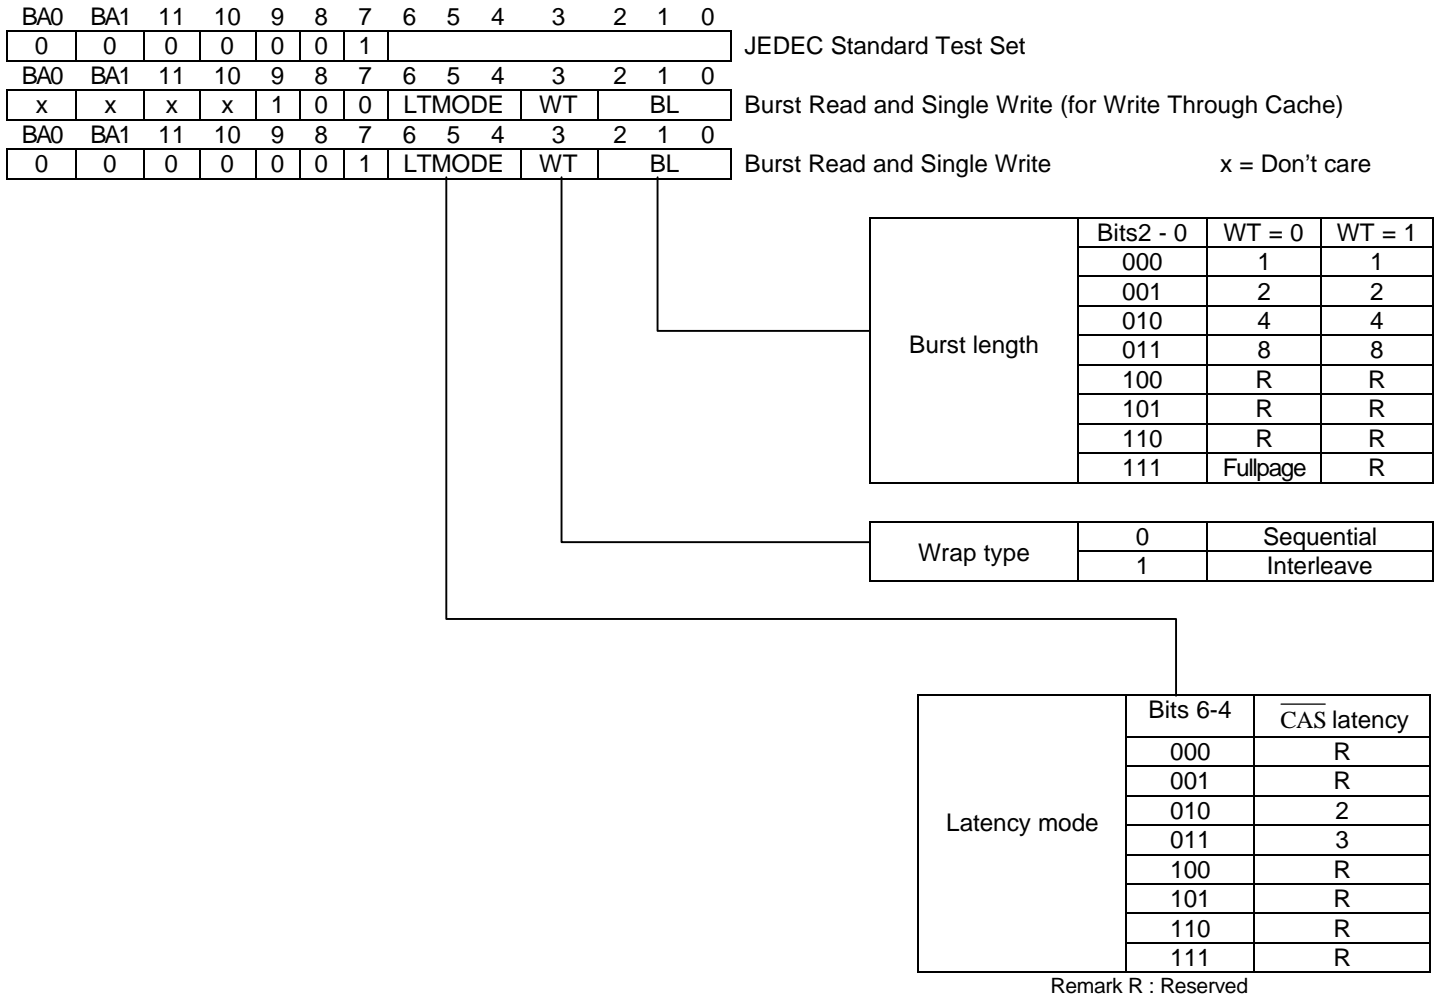 BA0 BA1 11 10 9 8 7 6 5 4 3 2 1 0
0 0 0 0 0 0 1 JEDEC Standard Test Set
BA0 BA1 11 10 9 8 7 6 5 4 3 2 1 0
x x x x 1 0 0 LTMODE WT BL Burst Read and Single Write (for Write Through Cache)
BA0 BA1 11 10 9 8 7 6 5 4 3 2 1 0
0 0 0 0 0 0 1 LTMODE WT BL Burst Read and Single Write x = Don't care
Burst length
Bits2 - 0 WT = 0 WT = 1
000 1 1
001 2 2
010 4 4
011 8 8
100 R R
101 R R
110 R R
111 Fullpage R
Wrap type
0 Sequential
1 Interleave
Latency mode
Bits 6-4 C̅A̅S̅ latency
000 R
001 R
010 2
011 3
100 R
101 R
110 R
111 R
Remark R : Reserved